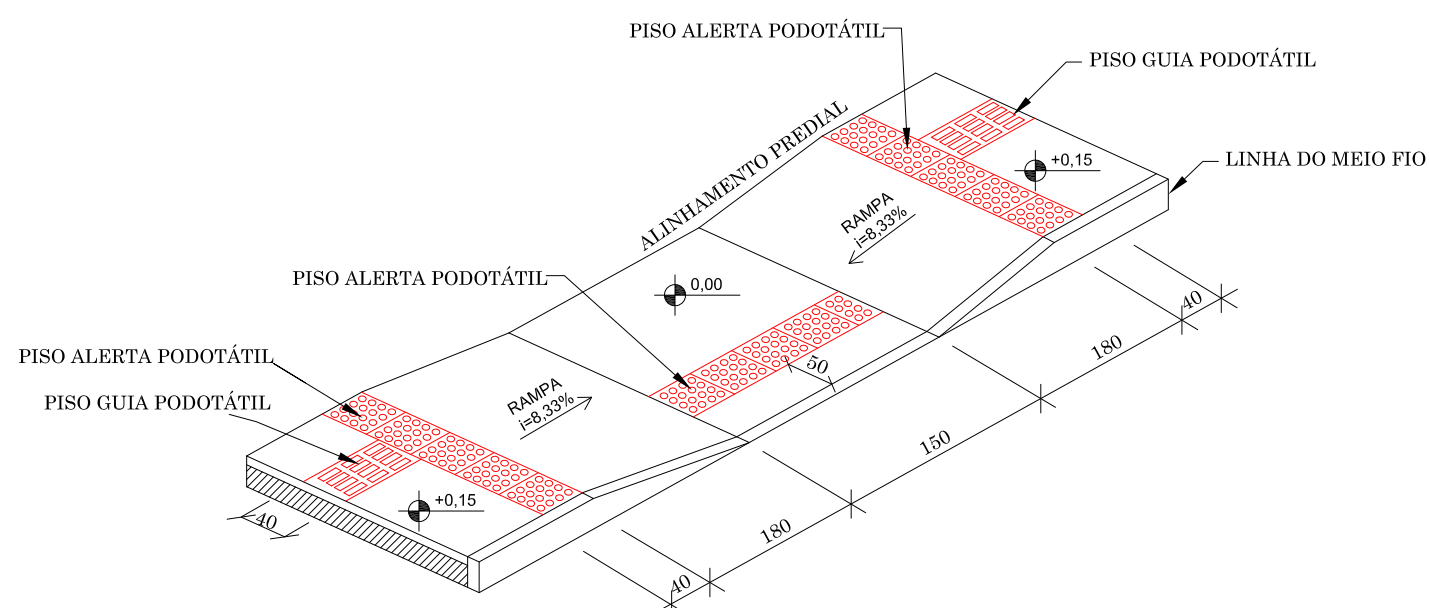 PISO ALERTA PODOTÁTIL
PISO GUIA PODOTÁTIL
ALINHAMENTO PREDIAL
+0,15
LINHA DO MEIO FIO
RAMPA
i=8,33%
PISO ALERTA PODOTÁTIL
0,00
40
180
PISO ALERTA PODOTÁTIL
50
PISO GUIA PODOTÁTIL
RAMPA
i=8,33%
150
+0,15
40
180
40